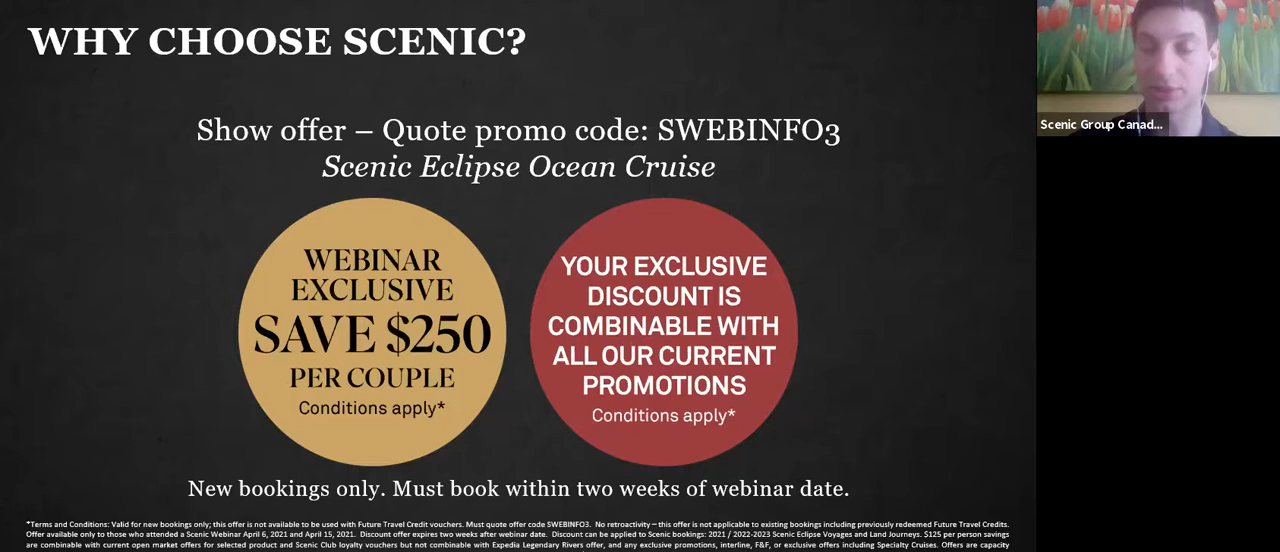 WHY CHOOSE SCENIC?
Scenic Group Canad...
Show offer – Quote promo code: SWEBINFO3
Scenic Eclipse Ocean Cruise
WEBINAR
EXCLUSIVE
SAVE $250
PER COUPLE
Conditions apply*
YOUR EXCLUSIVE
DISCOUNT IS
COMBINABLE WITH
ALL OUR CURRENT
PROMOTIONS
Conditions apply*
New bookings only. Must book within two weeks of webinar date.
*Terms and Conditions: Valid for new bookings only; this offer is not available to be used with Future Travel Credit vouchers. Must quote offer code SWEBINFO3. No retroactivity – this offer is not applicable to existing bookings including previously redeemed Future Travel Credits.
Offer available only to those who attended a Scenic Webinar April 6, 2021 and April 15, 2021. Discount offer expires two weeks after webinar date. Discount can be applied to Scenic bookings: 2021 / 2022-2023 Scenic Eclipse Voyages and Land Journeys. $125 per person savings
are combinable with current open market offers for selected product and Scenic Club loyalty vouchers but not combinable with Expedia Legendary Rivers offer, and any exclusive promotions, interline, F&F, or exclusive offers including Specialty Cruises. Offers are capacity